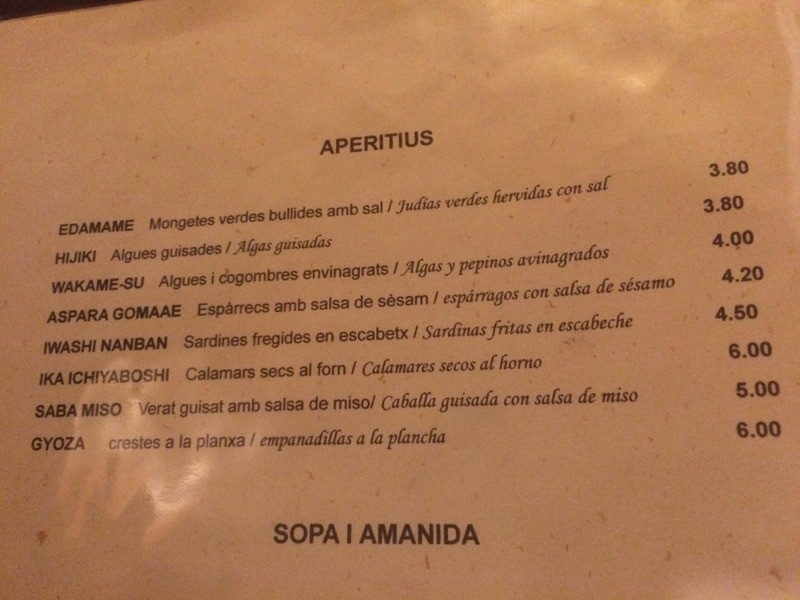 APERITIUS
EDAMAME Mongetes verdes bullides amb sal / Judías verdes hervidas con sal 3.80
HIJIKI Algues guisades / Algas guisadas 3.80
WAKAME-SU Algues i cogombres envinagrats / Algas y pepinos avinagrados 4.00
ASPARA GOMAAE Espàrrecs amb salsa de sèsam / espárragos con salsa de sésamo 4.20
IWASHI NANBAN Sardines fregides en escabetx / Sardinas fritas en escabeche 4.50
IKA ICHIYABOSHI Calamars secs al forn / Calamares secos al horno 6.00
SABA MISO Verat guisat amb salsa de miso/ Caballa guisada con salsa de miso 5.00
GYOZA crestes a la planxa / empanadillas a la plancha 6.00
SOPA I AMANIDA